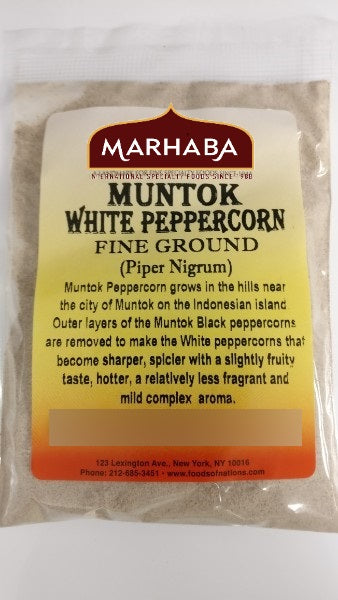 MARHABA
INTERNATIONAL SPECIALTY FOODS SINCE
MUNTOK
WHITE PEPPERCORN
FINE GROUND
(Piper Nigrum)
Muntok Peppercorn grows in the hills near
the city of Muntok on the Indonesian island
Outer layers of the Muntok Black peppercorns
are removed to make the White peppercorns that
become sharper, spicier with a slightly fruity
taste, hotter, a relatively less fragrant and
mild complex aroma.
123 Lexington Ave., New York, NY 10016
Phone: 212-685-3451 • www.foodsofnations.com